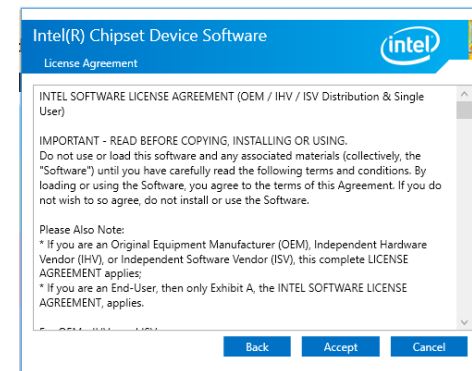 Intel(R) Chipset Device Software
intel
License Agreement
INTEL SOFTWARE LICENSE AGREEMENT (OEM / IHV / ISV Distribution & Single
User)
IMPORTANT - READ BEFORE COPYING, INSTALLING OR USING.
Do not use or load this software and any associated materials (collectively, the
"Software") until you have carefully read the following terms and conditions. By
loading or using the Software, you agree to the terms of this Agreement. If you do
not wish to so agree, do not install or use the Software.
Please Also Note:
* If you are an Original Equipment Manufacturer (OEM), Independent Hardware
Vendor (IHV), or Independent Software Vendor (ISV), this complete LICENSE
AGREEMENT applies;
* If you are an End-User, then only Exhibit A, the INTEL SOFTWARE LICENSE
AGREEMENT, applies.
Back Accept Cancel